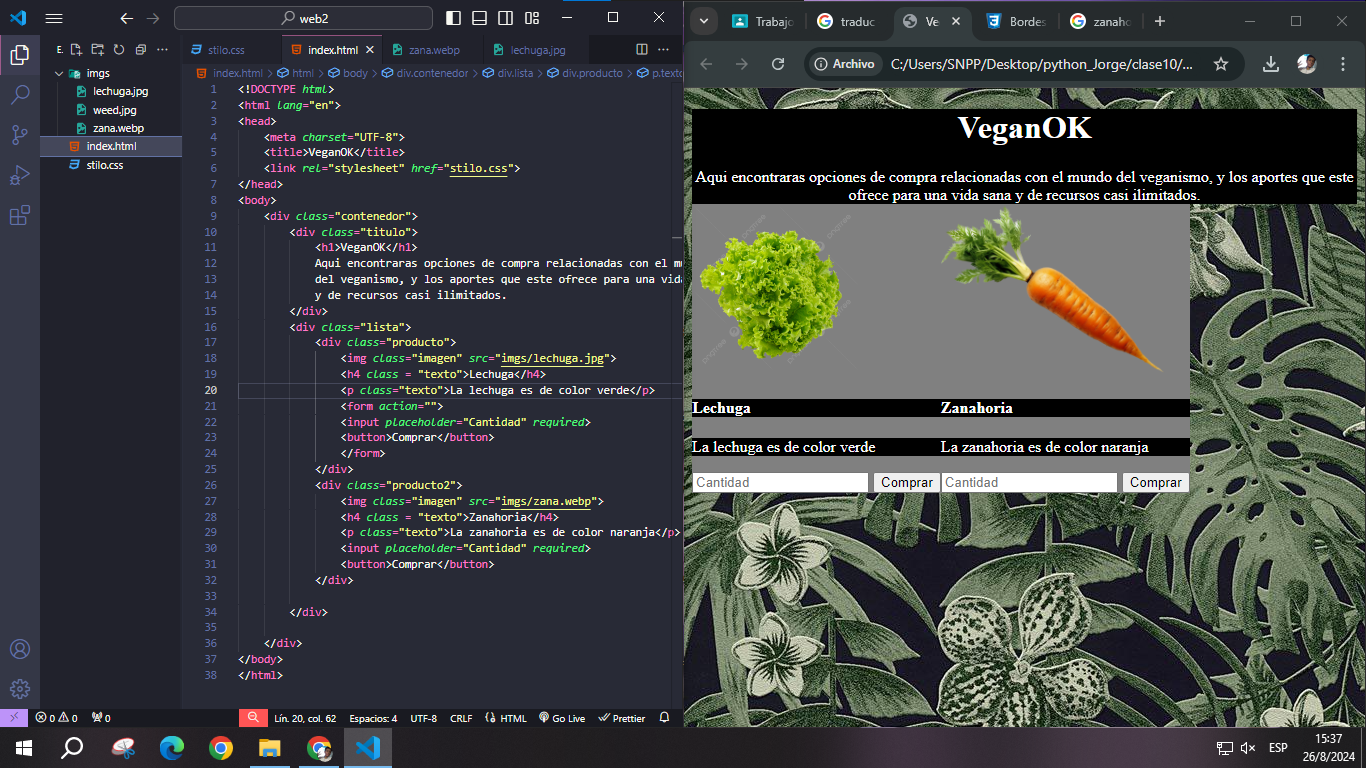 web2
E.
imgs
lechuga.jpg
weed.jpg
zana.webp
index.html
stilo.css
stilo.css
index.html
zana.webp
lechuga.jpg
index.html > html > body > div.contenedor > div.lista > div.producto > p.texto
1 <!DOCTYPE html>
2 <html lang="en">
3 <head>
4 <meta charset="UTF-8">
5 <title>VeganOK</title>
6 <link rel="stylesheet" href="stilo.css">
7 </head>
8 <body>
9 <div class="contenedor">
10 <div class="titulo">
11 <h1>VeganOK</h1>
12 Aqui encontraras opciones de compra relacionadas con el mu
13 del veganismo, y los aportes que este ofrece para una vida
14 y de recursos casi ilimitados.
15 </div>
16 <div class="lista">
17 <div class="producto">
18 <img class="imagen" src="imgs/lechuga.jpg">
19 <h4 class = "texto">Lechuga</h4>
20 <p class="texto">La lechuga es de color verde</p>
21 <form action="">
22 <input placeholder="Cantidad" required>
23 <button>Comprar</button>
24 </form>
25 </div>
26 <div class="producto2">
27 <img class="imagen" src="imgs/zana.webp">
28 <h4 class = "texto">Zanahoria</h4>
29 <p class="texto">La zanahoria es de color naranja</p>
30 <input placeholder="Cantidad" required>
31 <button>Comprar</button>
32 </div>
33
34 </div>
35
36 </div>
37 </body>
38 </html>
0 0 0
Lín. 20, col. 62
Espacios: 4
UTF-8
CRLF
HTML
Go Live
Prettier
Trabajo
traduc
Ve
Bordes
zanaho
Archivo
C:/Users/SNPP/Desktop/python_Jorge/clase10/...
VeganOK
Aqui encontraras opciones de compra relacionadas con el mundo del veganismo, y los aportes que este
ofrece para una vida sana y de recursos casi ilimitados.
Lechuga
Zanahoria
La lechuga es de color verde
La zanahoria es de color naranja
Cantidad
Comprar
Cantidad
Comprar
ESP
15:37
26/8/2024